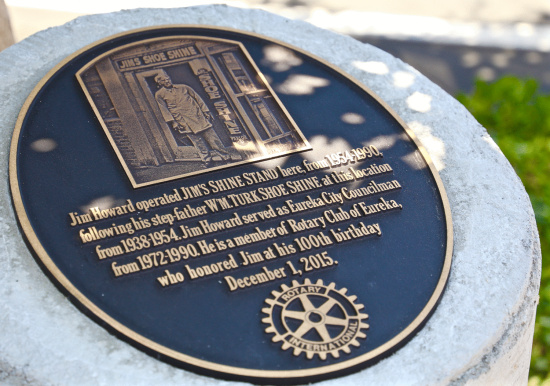 JIM'S SHOE SHINE
Jim Howard operated JIM'S SHINE STAND here, from 1954-1990,
following his step-father WM. TURK SHOE SHINE at this location
from 1938-1954. Jim Howard served as Eureka City Councilman
from 1972-1990. He is a member of Rotary Club of Eureka,
who honored Jim at his 100th birthday
December 1, 2015.
ROTARY
INTERNATIONAL